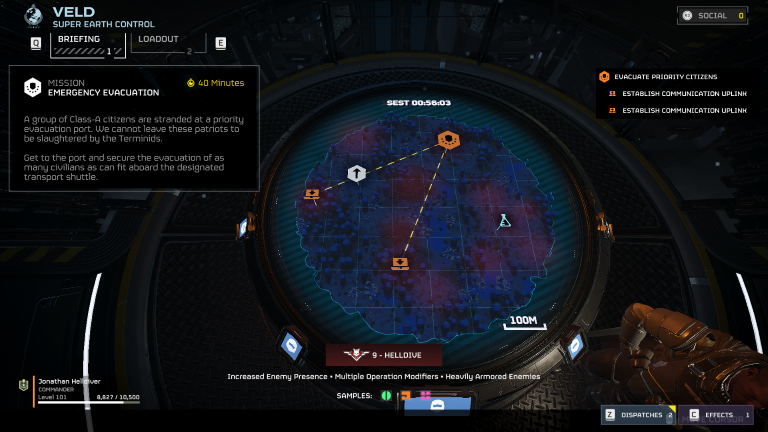 VELD
SUPER EARTH CONTROL
Q
BRIEFING
1
LOADOUT
2
E
SOCIAL 0
MISSION
EMERGENCY EVACUATION
40 Minutes
A group of Class-A citizens are stranded at a priority
evacuation port. We cannot leave these patriots to
be slaughtered by the Terminids.
Get to the port and secure the evacuation of as
many civilians as can fit aboard the designated
transport shuttle.
EVACUATE PRIORITY CITIZENS
ESTABLISH COMMUNICATION UPLINK
ESTABLISH COMMUNICATION UPLINK
SEST 00:56:03
100M
9 - HELLDIVE
Increased Enemy Presence • Multiple Operation Modifiers • Heavily Armored Enemies
SAMPLES:
Jonathan Helldiver
COMMANDER
Level 101 8,827 / 10,500
Z DISPATCHES 2
C EFFECTS 1
CURSOR